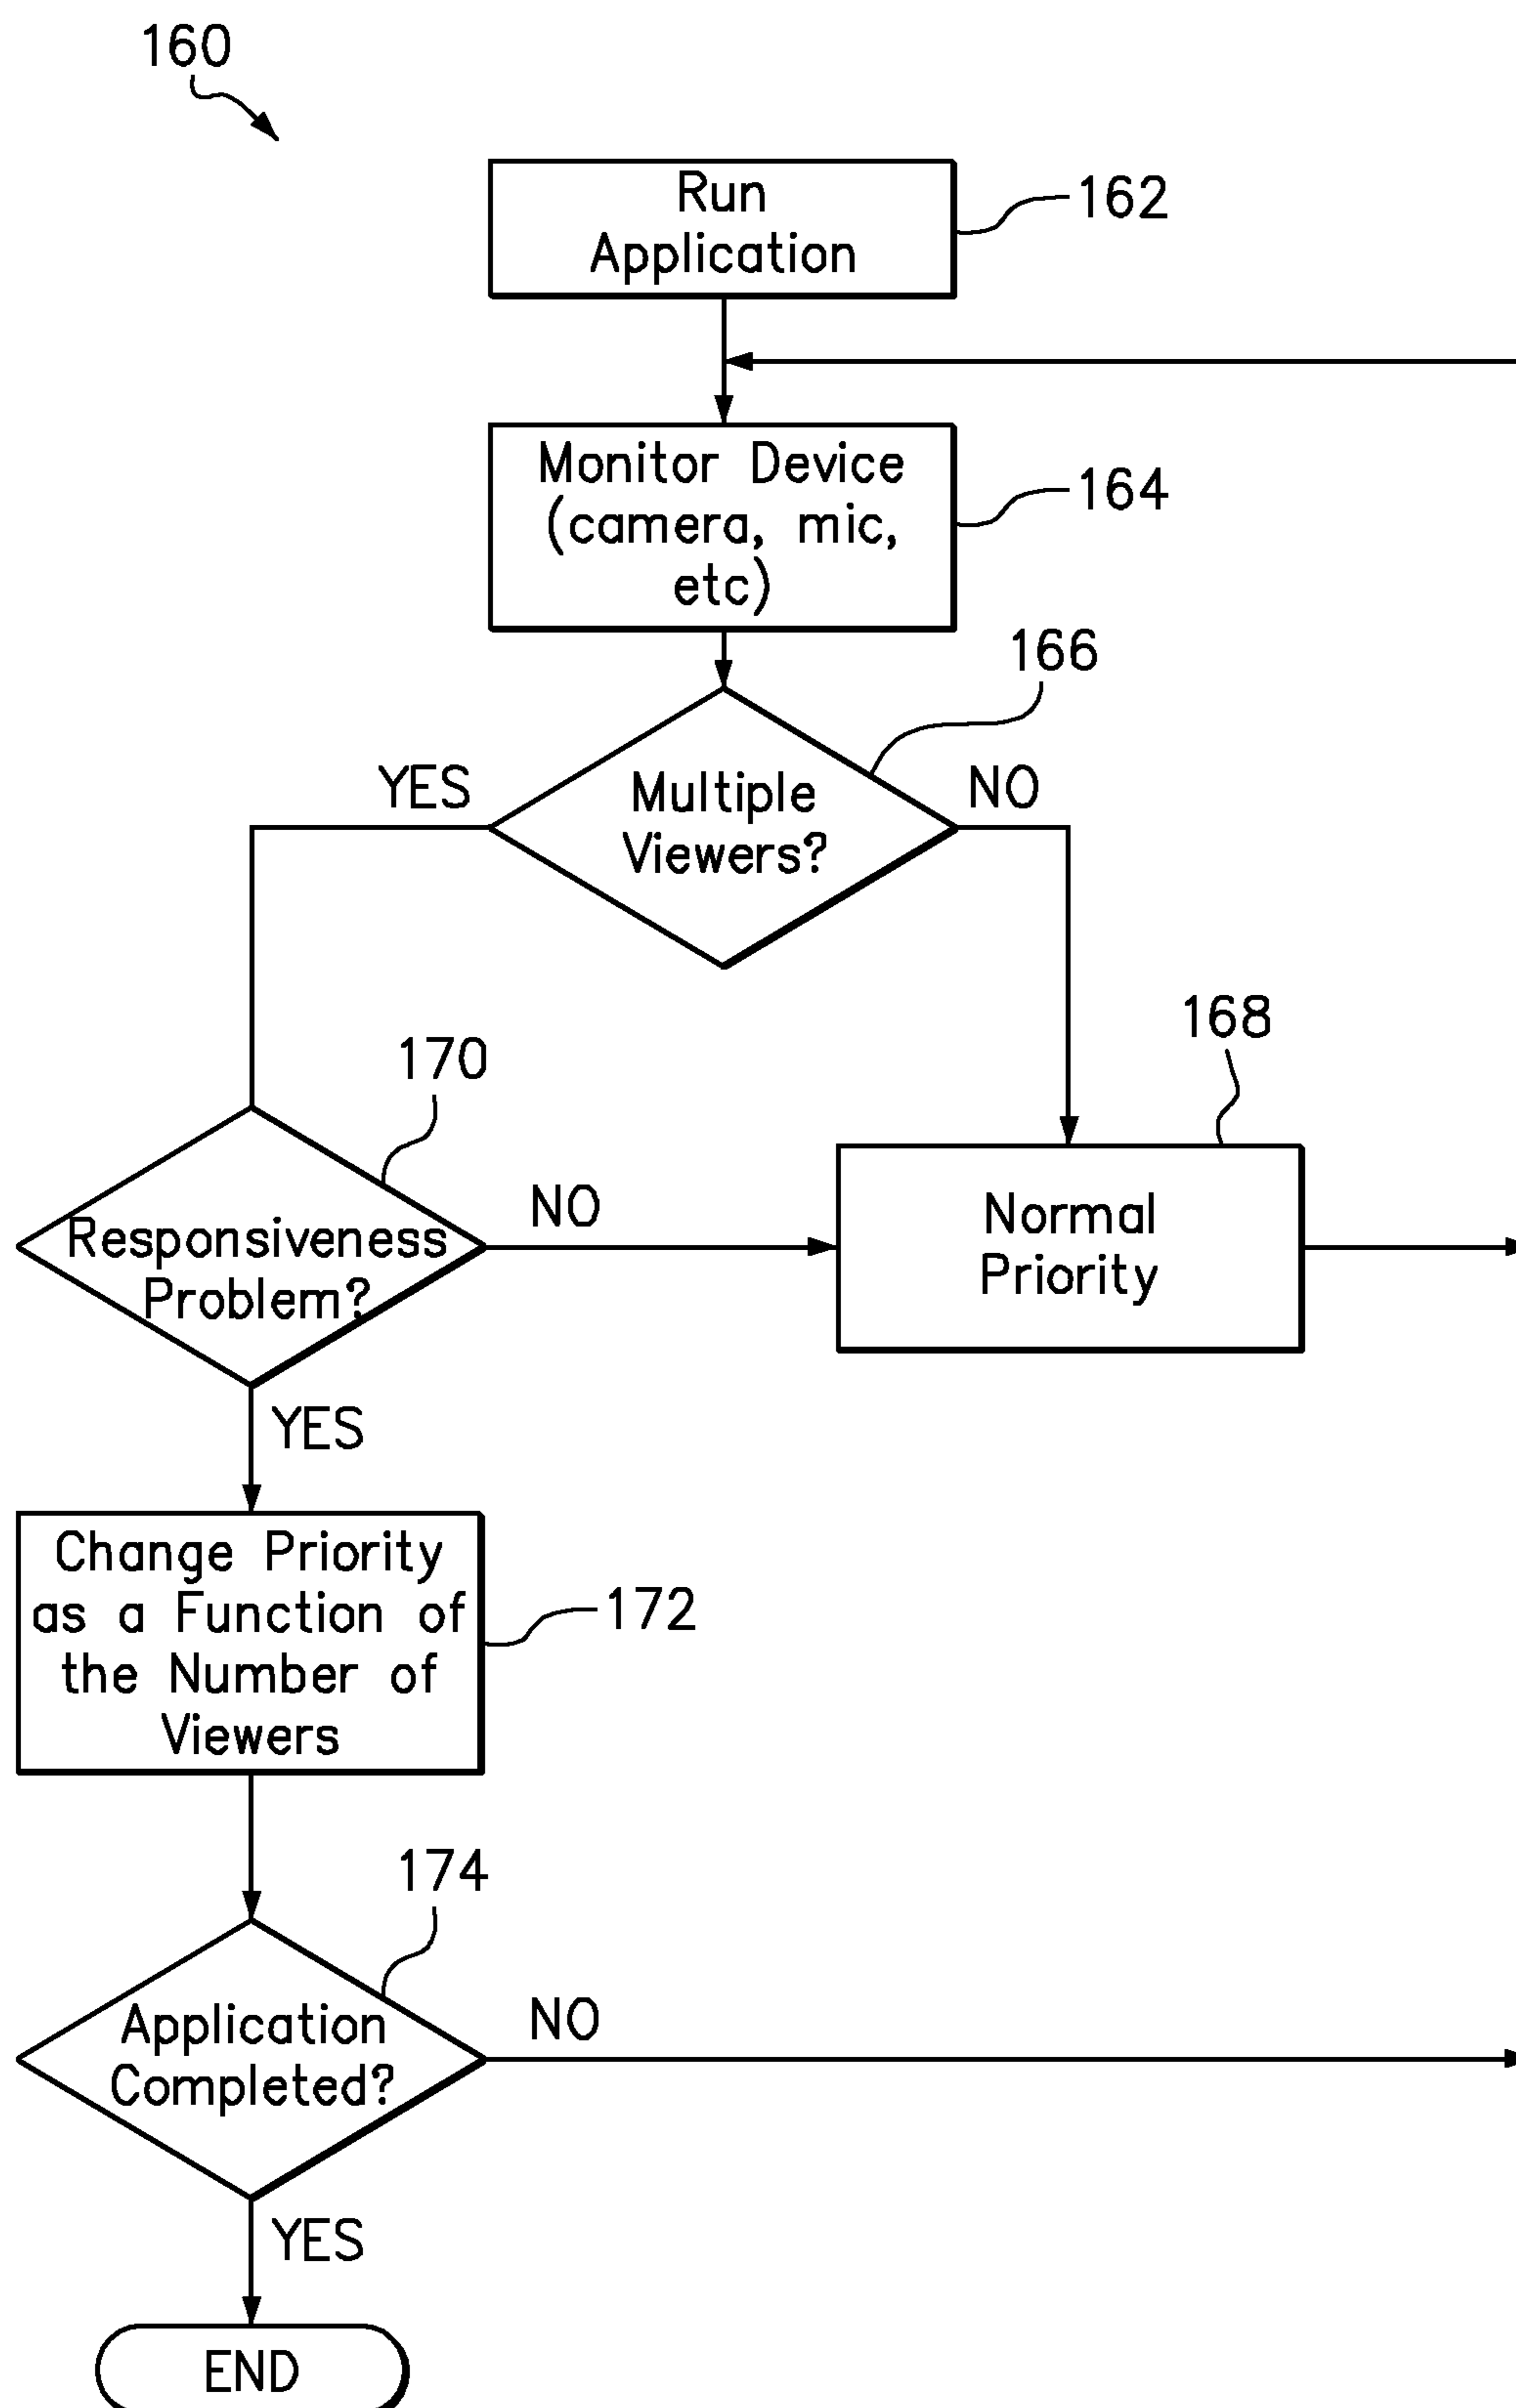 160
Run
Application
162
Monitor Device
(camera, mic,
etc)
164
166
YES
Multiple
Viewers?
NO
168
170
Responsiveness
Problem?
NO
Normal
Priority
YES
Change Priority
as a Function of
the Number of
Viewers
172
174
Application
Completed?
NO
YES
END